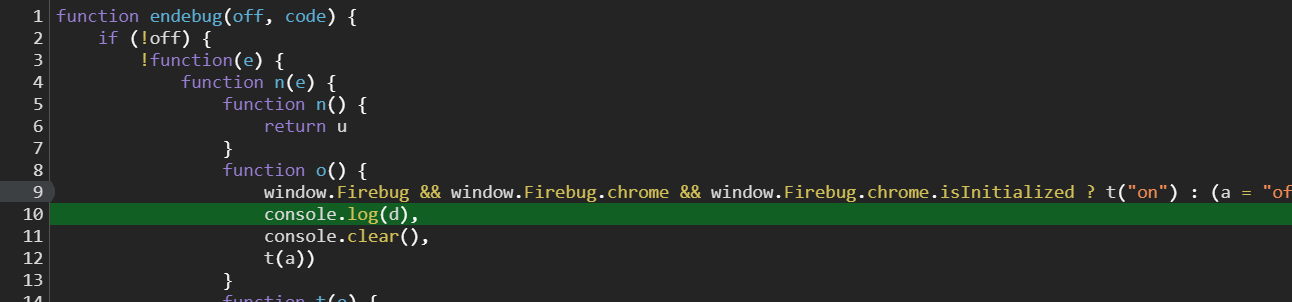 1 function endebug(off, code) {
2 if (!off) {
3 !function(e) {
4 function n(e) {
5 function n() {
6 return u
7 }
8 function o() {
9 window.Firebug && window.Firebug.chrome && window.Firebug.chrome.isInitialized ? t("on") : (a = "of
10 console.log(d),
11 console.clear(),
12 t(a))
13 }
14 function t(e) {